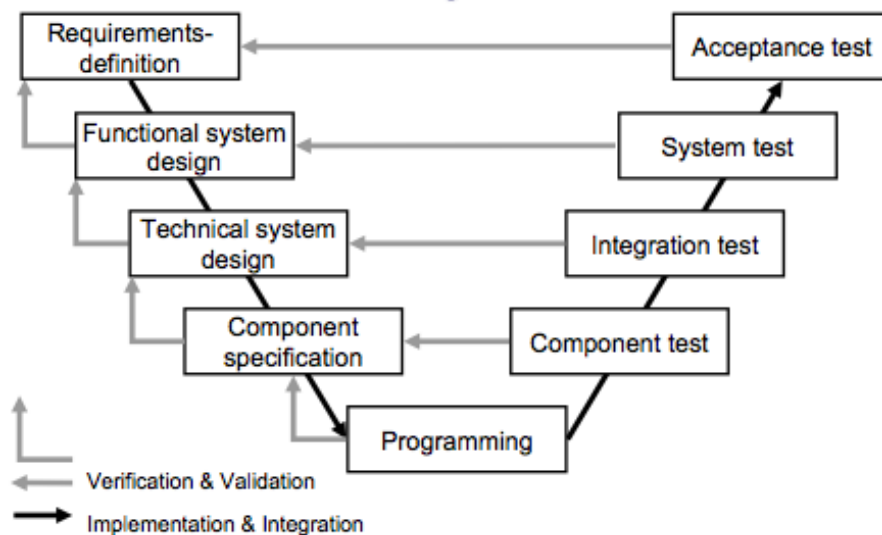 Requirements-
definition
Acceptance test
Functional system
design
System test
Technical system
design
Integration test
Component
specification
Component test
Programming
Verification & Validation
Implementation & Integration